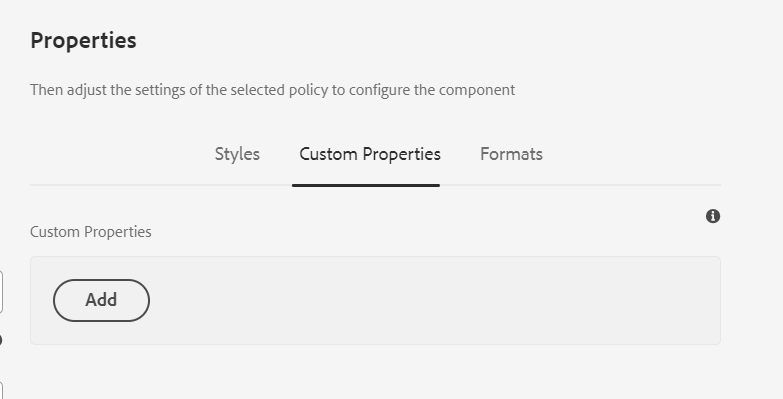 Properties
Then adjust the settings of the selected policy to configure the component
Styles Custom Properties Formats
Custom Properties
Add